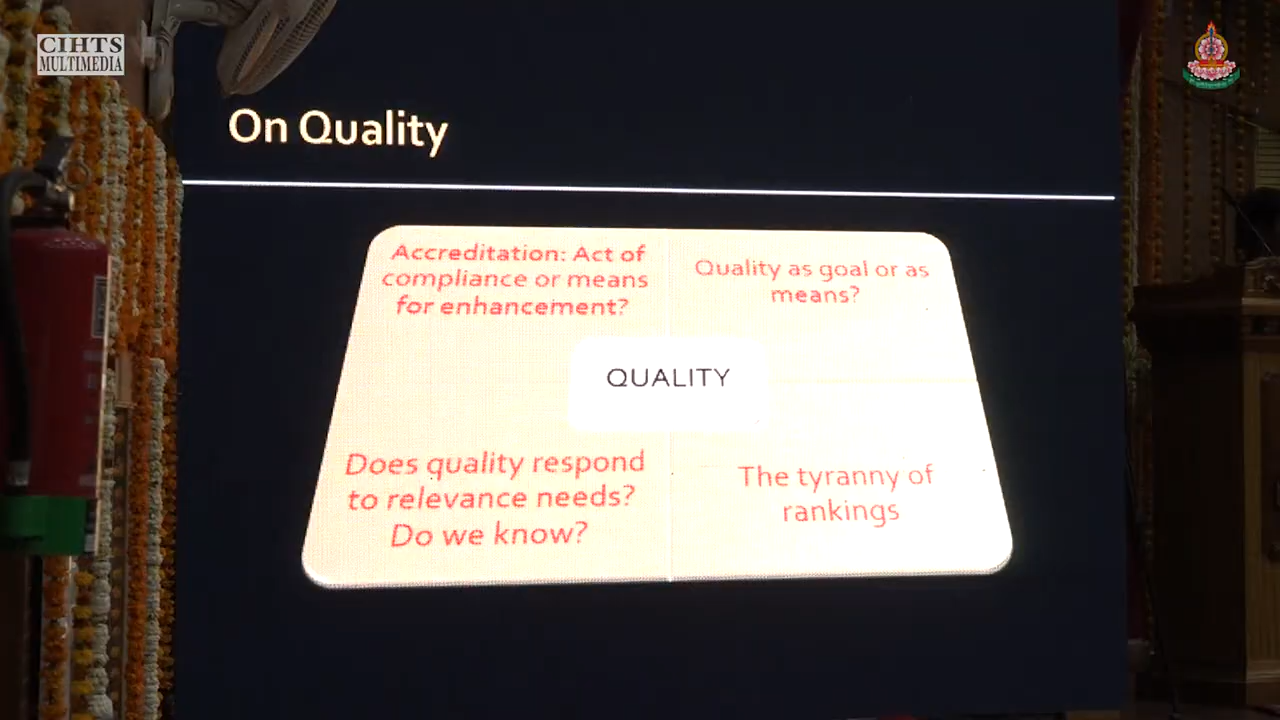 CIHTS
MULTIMEDIA
On Quality
Accreditation: Act of
compliance or means
for enhancement?
Quality as goal or as
means?
QUALITY
Does quality respond
to relevance needs?
Do we know?
The tyranny of
rankings